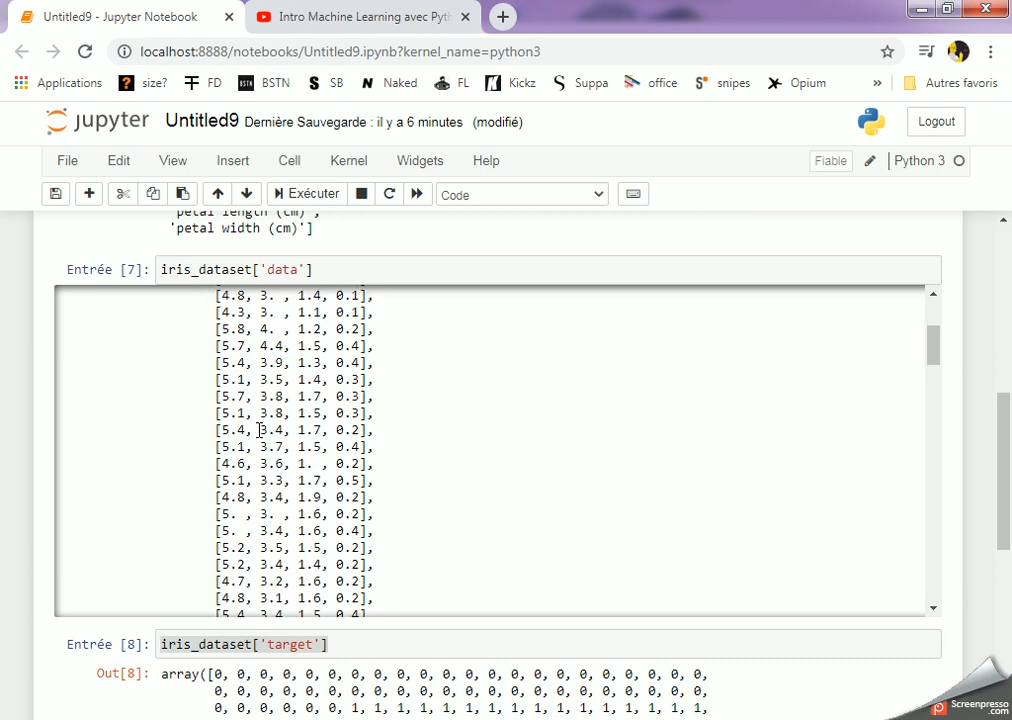 Untitled9 - Jupyter Notebook
Intro Machine Learning avec Pyth
localhost:8888/notebooks/Untitled9.ipynb?kernel_name=python3
Applications
size?
FD
BSTN
BSTN
SB
Naked
FL
Kickz
Suppa
office
snipes
Opium
»
Autres favoris
jupyter
Untitled9
Dernière Sauvegarde : il y a 6 minutes
(modifié)
Logout
File
Edit
View
Insert
Cell
Kernel
Widgets
Help
Fiable
Python 3
Exécuter
Code
'petal length (cm)',
'petal width (cm)']
Entrée [7]: iris_dataset['data']
[4.8, 3. , 1.4, 0.1],
[4.3, 3. , 1.1, 0.1],
[5.8, 4. , 1.2, 0.2],
[5.7, 4.4, 1.5, 0.4],
[5.4, 3.9, 1.3, 0.4],
[5.1, 3.5, 1.4, 0.3],
[5.7, 3.8, 1.7, 0.3],
[5.1, 3.8, 1.5, 0.3],
[5.4, 3.4, 1.7, 0.2],
[5.1, 3.7, 1.5, 0.4],
[4.6, 3.6, 1. , 0.2],
[5.1, 3.3, 1.7, 0.5],
[4.8, 3.4, 1.9, 0.2],
[5. , 3. , 1.6, 0.2],
[5. , 3.4, 1.6, 0.4],
[5.2, 3.5, 1.5, 0.2],
[5.2, 3.4, 1.4, 0.2],
[4.7, 3.2, 1.6, 0.2],
[4.8, 3.1, 1.6, 0.2],
[5.4, 3.4, 1.5, 0.4],
Entrée [8]: iris_dataset['target']
Out[8]: array([0, 0, 0, 0, 0, 0, 0, 0, 0, 0, 0, 0, 0, 0, 0, 0, 0, 0, 0, 0, 0, 0,
0, 0, 0, 0, 0, 0, 0, 0, 0, 0, 0, 0, 0, 0, 0, 0, 0, 0, 0, 0, 0, 0,
0, 0, 0, 0, 0, 0, 1, 1, 1, 1, 1, 1, 1, 1, 1, 1, 1, 1, 1, 1, 1, 1,
Screenpresso
.com